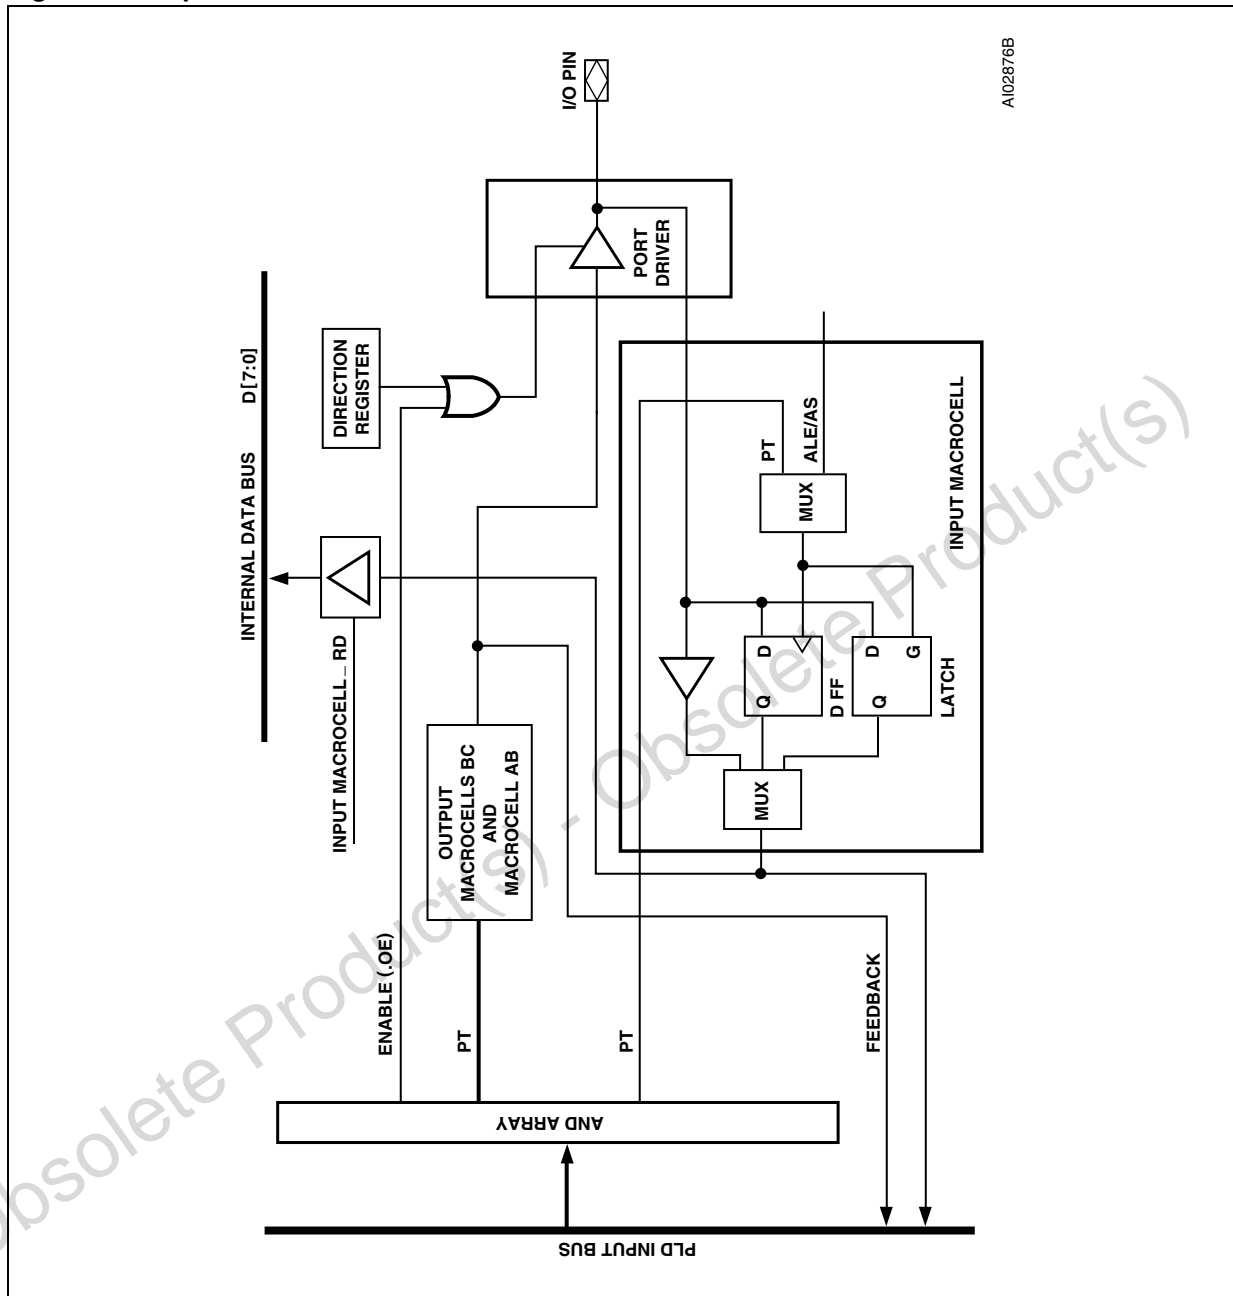 I/O PIN
AI02876B
PORT
DRIVER
INTERNAL DATA BUS
D[7:0]
DIRECTION
REGISTER
INPUT MACROCELL_ RD
OUTPUT
MACROCELLS BC
AND
MACROCELL AB
INPUT MACROCELL
PT
ALE/AS
MUX
D
Q
D FF
D
G
Q
LATCH
MUX
ENABLE (.OE)
PT
PT
FEEDBACK
AND ARRAY
PLD INPUT BUS
Obsolete Product(s) - Obsolete Product(s)